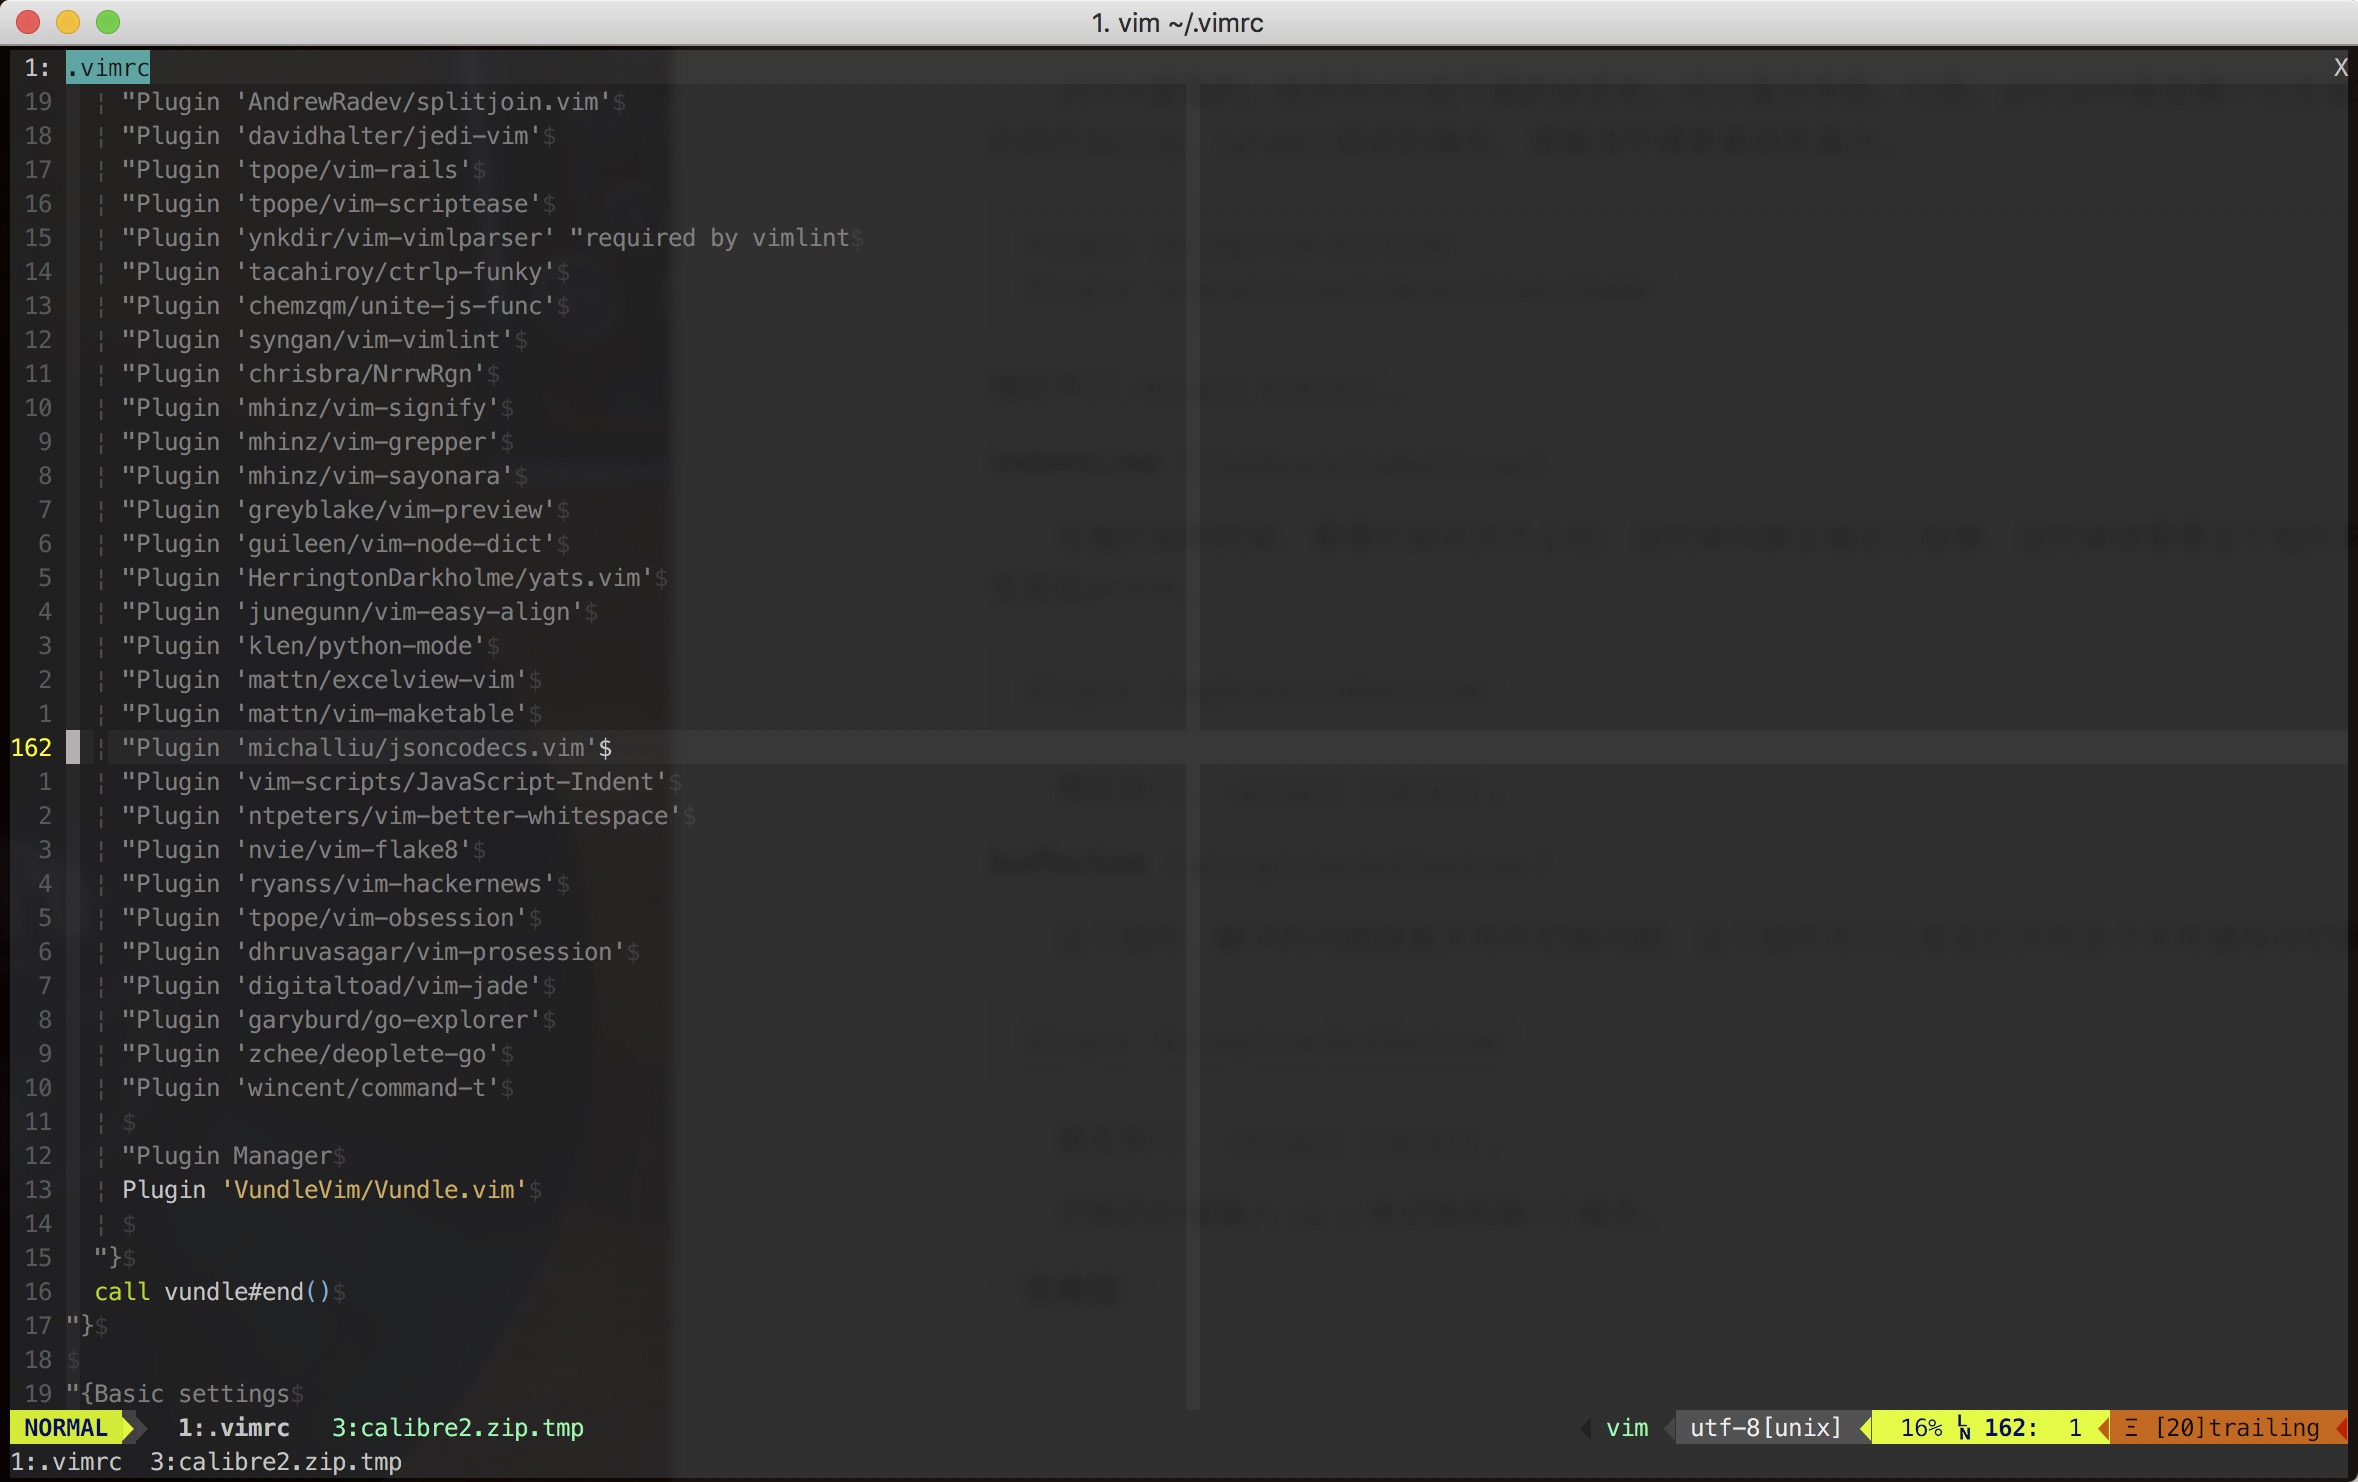 1. vim ~/.vimrc
1: .vimrc X
19 ¦ "Plugin 'AndrewRadev/splitjoin.vim'$
18 ¦ "Plugin 'davidhalter/jedi-vim'$
17 ¦ "Plugin 'tpope/vim-rails'$
16 ¦ "Plugin 'tpope/vim-scriptease'$
15 ¦ "Plugin 'ynkdir/vim-vimlparser' "required by vimlint$
14 ¦ "Plugin 'tacahiroy/ctrlp-funky'$
13 ¦ "Plugin 'chemzqm/unite-js-func'$
12 ¦ "Plugin 'syngan/vim-vimlint'$
11 ¦ "Plugin 'chrisbra/NrrwRgn'$
10 ¦ "Plugin 'mhinz/vim-signify'$
9 ¦ "Plugin 'mhinz/vim-grepper'$
8 ¦ "Plugin 'mhinz/vim-sayonara'$
7 ¦ "Plugin 'greyblake/vim-preview'$
6 ¦ "Plugin 'guileen/vim-node-dict'$
5 ¦ "Plugin 'HerringtonDarkholme/yats.vim'$
4 ¦ "Plugin 'junegunn/vim-easy-align'$
3 ¦ "Plugin 'klen/python-mode'$
2 ¦ "Plugin 'mattn/excelview-vim'$
1 ¦ "Plugin 'mattn/vim-maketable'$
162 ¦ "Plugin 'michalliu/jsoncodecs.vim'$
1 ¦ "Plugin 'vim-scripts/JavaScript-Indent'$
2 ¦ "Plugin 'ntpeters/vim-better-whitespace'$
3 ¦ "Plugin 'nvie/vim-flake8'$
4 ¦ "Plugin 'ryanss/vim-hackernews'$
5 ¦ "Plugin 'tpope/vim-obsession'$
6 ¦ "Plugin 'dhruvasagar/vim-prosession'$
7 ¦ "Plugin 'digitaltoad/vim-jade'$
8 ¦ "Plugin 'garyburd/go-explorer'$
9 ¦ "Plugin 'zchee/deoplete-go'$
10 ¦ "Plugin 'wincent/command-t'$
11 ¦ $
12 ¦ "Plugin Manager$
13 ¦ Plugin 'VundleVim/Vundle.vim'$
14 ¦ $
15 "}$
16 call vundle#end()$
17 "}$
18 $
19 "{Basic settings$
NORMAL 1:.vimrc 3:calibre2.zip.tmp vim utf-8[unix] 16% ␤ 162: 1 Ξ [20]trailing
1:.vimrc 3:calibre2.zip.tmp